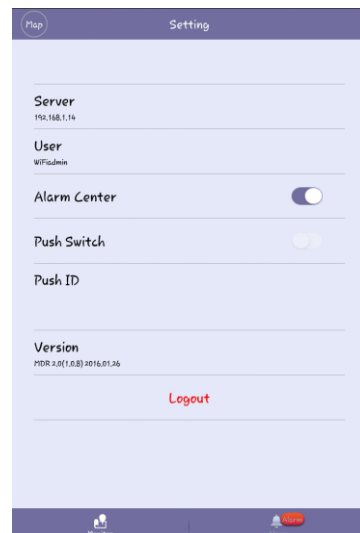 Map
Setting
Server
192.168.1.14
User
WiFiadmin
Alarm Center
Push Switch
Push ID
Version
MDR 2.0(1.0.8) 2016.01.26
Logout
Alarm